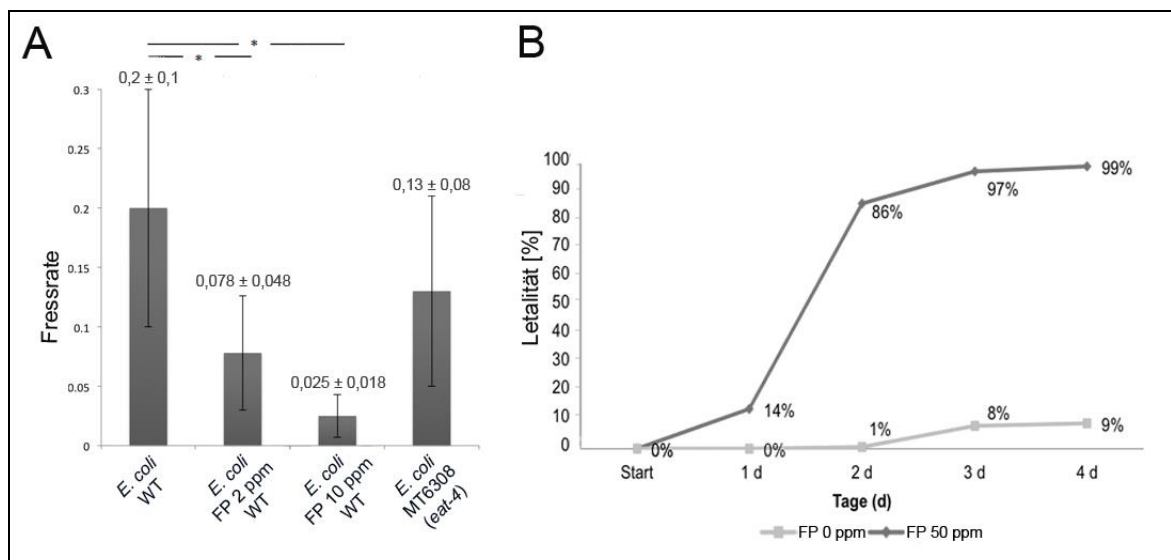 A
*
*
0,2 ± 0,1
0,078 ± 0,048
0,025 ± 0,018
0,13 ± 0,08
Fressrate
0.3
0.25
0.2
0.15
0.1
0.05
0
E. coli
WT
E. coli
FP 2 ppm
WT
E. coli
FP 10 ppm
WT
E. coli
MT6308
(eat-4)
B
Letalität [%]
100
90
80
70
60
50
40
30
20
10
0
0%
14%
86%
97%
99%
0%
1%
8%
9%
Start
1 d
2 d
3 d
4 d
Tage (d)
FP 0 ppm
FP 50 ppm